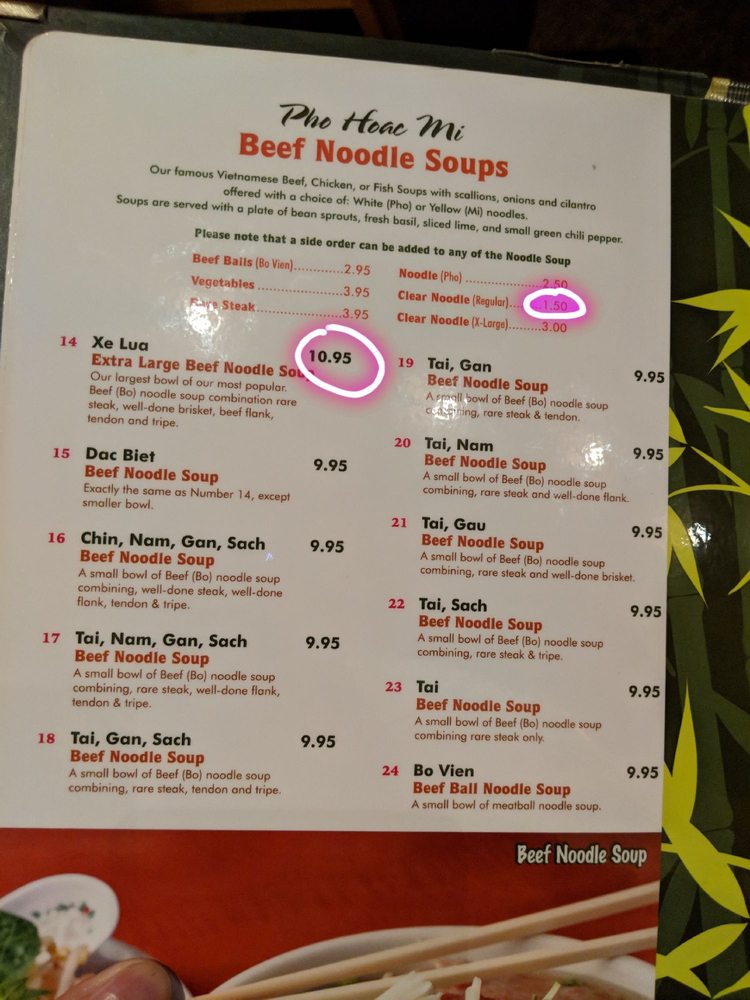 Pho Hoac Mi
Beef Noodle Soups
Our famous Vietnamese Beef, Chicken, or Fish Soups with scallions, onions and cilantro
offered with a choice of: White (Pho) or Yellow (Mi) noodles.
Soups are served with a plate of bean sprouts, fresh basil, sliced lime, and small green chili pepper.
Please note that a side order can be added to any of the Noodle Soup
Beef Balls (Bo Vien)............2.95
Vegetables ......................3.95
Steak............................3.95
Noodle (Pho) ...................2.50
Clear Noodle (Regular)....1.50
Clear Noodle (X-Large)........3.00
14 Xe Lua 10.95
Extra Large Beef Noodle Soup
Our largest bowl of our most popular.
Beef (Bo) noodle soup combination rare
steak, well-done brisket, beef flank,
tendon and tripe.
15 Dac Biet 9.95
Beef Noodle Soup
Exactly the same as Number 14, except
smaller bowl.
16 Chin, Nam, Gan, Sach 9.95
Beef Noodle Soup
A small bowl of Beef (Bo) noodle soup
combining, well-done steak, well-done
flank, tendon & tripe.
17 Tai, Nam, Gan, Sach 9.95
Beef Noodle Soup
A small bowl of Beef (Bo) noodle soup
combining, rare steak, well-done flank,
tendon & tripe.
18 Tai, Gan, Sach 9.95
Beef Noodle Soup
A small bowl of Beef (Bo) noodle soup
combining, rare steak, tendon and tripe.
19 Tai, Gan 9.95
Beef Noodle Soup
A small bowl of Beef (Bo) noodle soup
combining, rare steak & tendon.
20 Tai, Nam 9.95
Beef Noodle Soup
A small bowl of Beef (Bo) noodle soup
combining, rare steak and well-done flank.
21 Tai, Gau 9.95
Beef Noodle Soup
A small bowl of Beef (Bo) noodle soup
combining, rare steak and well-done brisket.
22 Tai, Sach 9.95
Beef Noodle Soup
A small bowl of Beef (Bo) noodle soup
combining, rare steak & tripe.
23 Tai 9.95
Beef Noodle Soup
A small bowl of Beef (Bo) noodle soup
combining rare steak only.
24 Bo Vien 9.95
Beef Ball Noodle Soup
A small bowl of meatball noodle soup.
Beef Noodle Soup